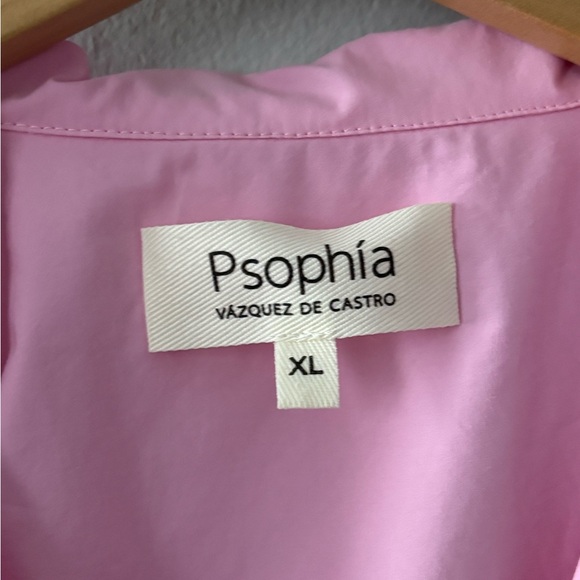 Psophía
VÁZQUEZ DE CASTRO
XL